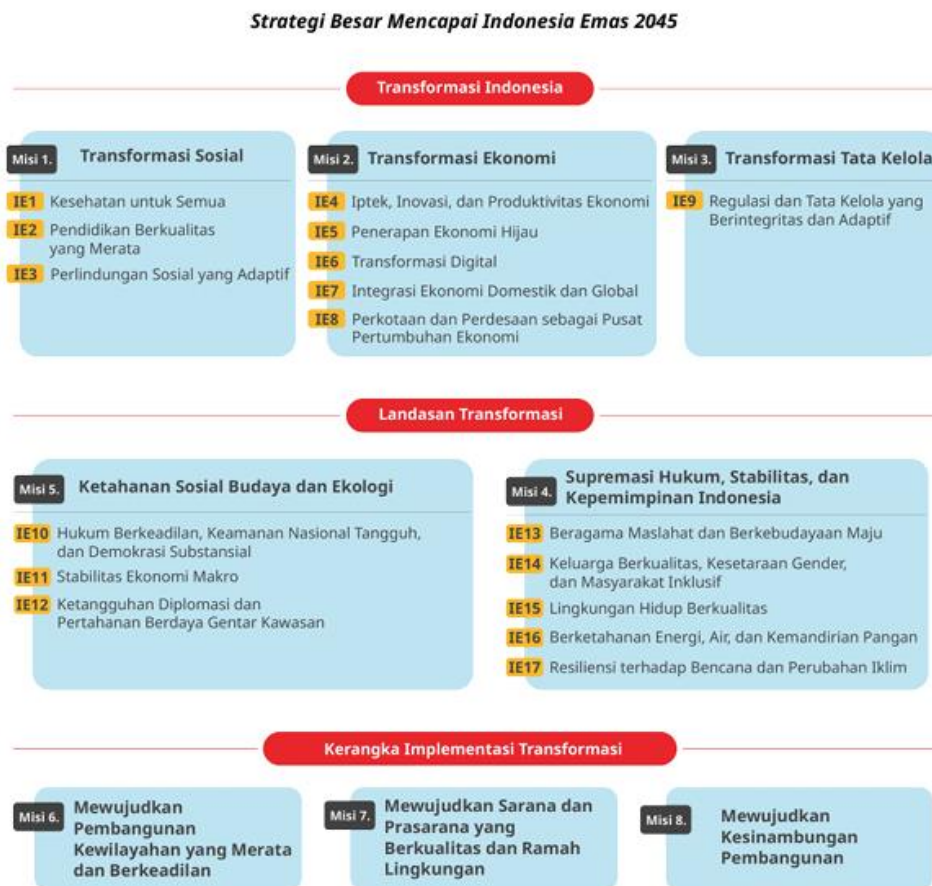 Strategi Besar Mencapai Indonesia Emas 2045
Transformasi Indonesia
Misi 1. Transformasi Sosial
IE1 Kesehatan untuk Semua
IE2 Pendidikan Berkualitas
yang Merata
IE3 Perlindungan Sosial yang Adaptif
Misi 2. Transformasi Ekonomi
IE4 Iptek, Inovasi, dan Produktivitas Ekonomi
IE5 Penerapan Ekonomi Hijau
IE6 Transformasi Digital
IE7 Integrasi Ekonomi Domestik dan Global
IE8 Perkotaan dan Perdesaan sebagai Pusat
Pertumbuhan Ekonomi
Misi 3. Transformasi Tata Kelola
IE9 Regulasi dan Tata Kelola yang
Berintegritas dan Adaptif
Landasan Transformasi
Misi 5. Ketahanan Sosial Budaya dan Ekologi
IE10 Hukum Berkeadilan, Keamanan Nasional Tangguh,
dan Demokrasi Substansial
IE11 Stabilitas Ekonomi Makro
IE12 Ketangguhan Diplomasi dan
Pertahanan Berdaya Gentar Kawasan
Misi 4. Supremasi Hukum, Stabilitas, dan
Kepemimpinan Indonesia
IE13 Beragama Maslahat dan Berkebudayaan Maju
IE14 Keluarga Berkualitas, Kesetaraan Gender,
dan Masyarakat Inklusif
IE15 Lingkungan Hidup Berkualitas
IE16 Berketahanan Energi, Air, dan Kemandirian Pangan
IE17 Resiliensi terhadap Bencana dan Perubahan Iklim
Kerangka Implementasi Transformasi
Misi 6. Mewujudkan
Pembangunan
Kewilayahan yang Merata
dan Berkeadilan
Misi 7. Mewujudkan Sarana dan
Prasarana yang
Berkualitas dan Ramah
Lingkungan
Misi 8. Mewujudkan
Kesinambungan
Pembangunan